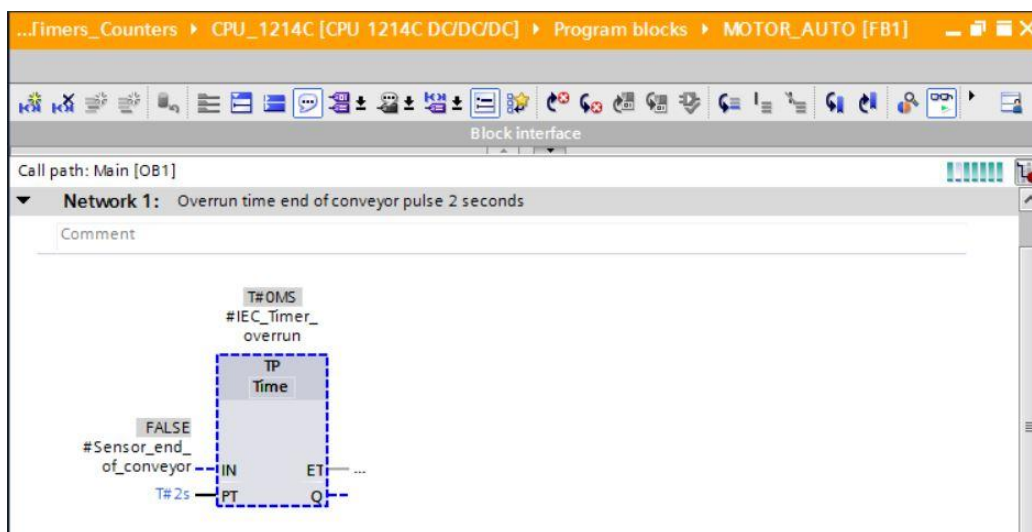 ...Timers_Counters ▸ CPU_1214C [CPU 1214C DC/DC/DC] ▸ Program blocks ▸ MOTOR_AUTO [FB1]
Block interface
Call path: Main [OB1]
Network 1: Overrun time end of conveyor pulse 2 seconds
Comment
T#0MS
#IEC_Timer_
overrun
TP
Time
FALSE
#Sensor_end_
of_conveyor
IN
ET
...
T#2s
PT
Q